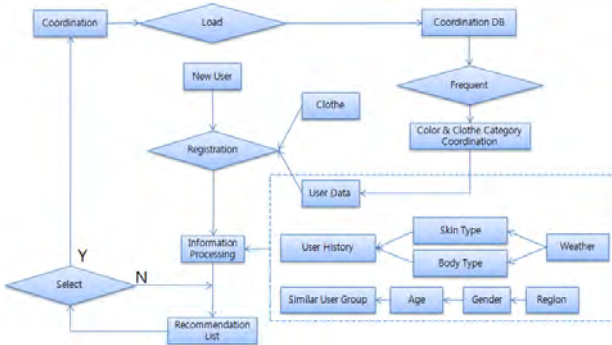 Coordination
Load
Coordination DB
New User
Frequent
Clothe
Registration
Color & Clothe Category
Coordination
User Data
Information
Processing
User History
Skin Type
Body Type
Weather
Y
N
Select
Similar User Group
Age
Gender
Region
Recommendation
List